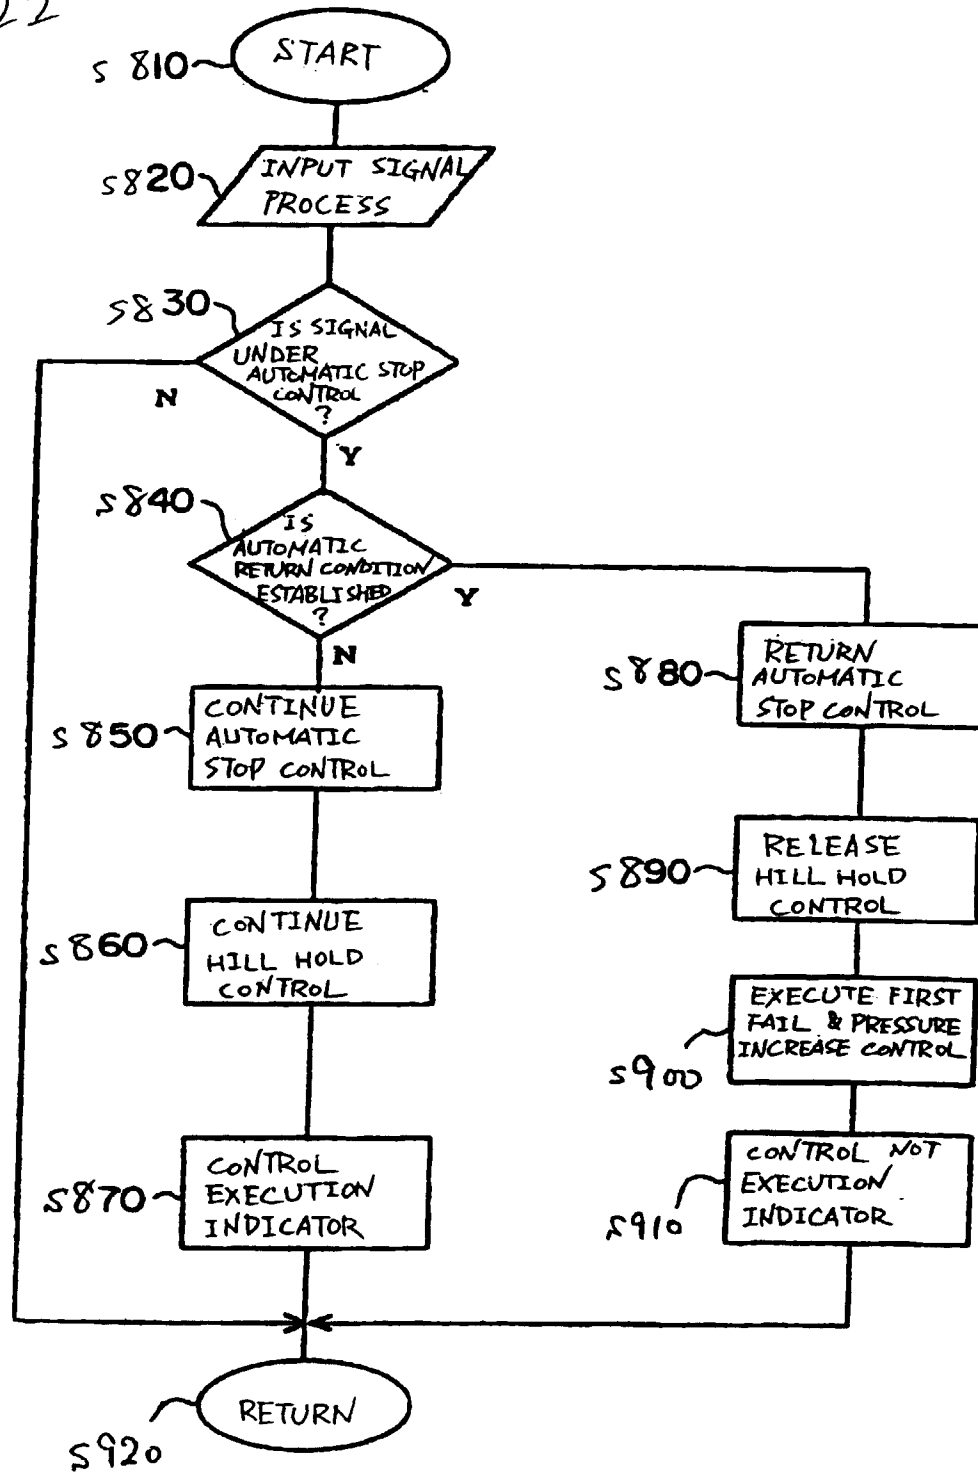 22
S810
START
S820
INPUT SIGNAL
PROCESS
S830
IS SIGNAL
UNDER
AUTOMATIC STOP
CONTROL
?
N
Y
S840
IS
AUTOMATIC
RETURN CONDITION
ESTABLISHED
?
Y
N
S850
CONTINUE
AUTOMATIC
STOP CONTROL
S880
RETURN
AUTOMATIC
STOP CONTROL
S860
CONTINUE
HILL HOLD
CONTROL
S890
RELEASE
HILL HOLD
CONTROL
S900
EXECUTE FIRST
FAIL & PRESSURE
INCREASE CONTROL
S870
CONTROL
EXECUTION
INDICATOR
S910
CONTROL NOT
EXECUTION
INDICATOR
RETURN
S920